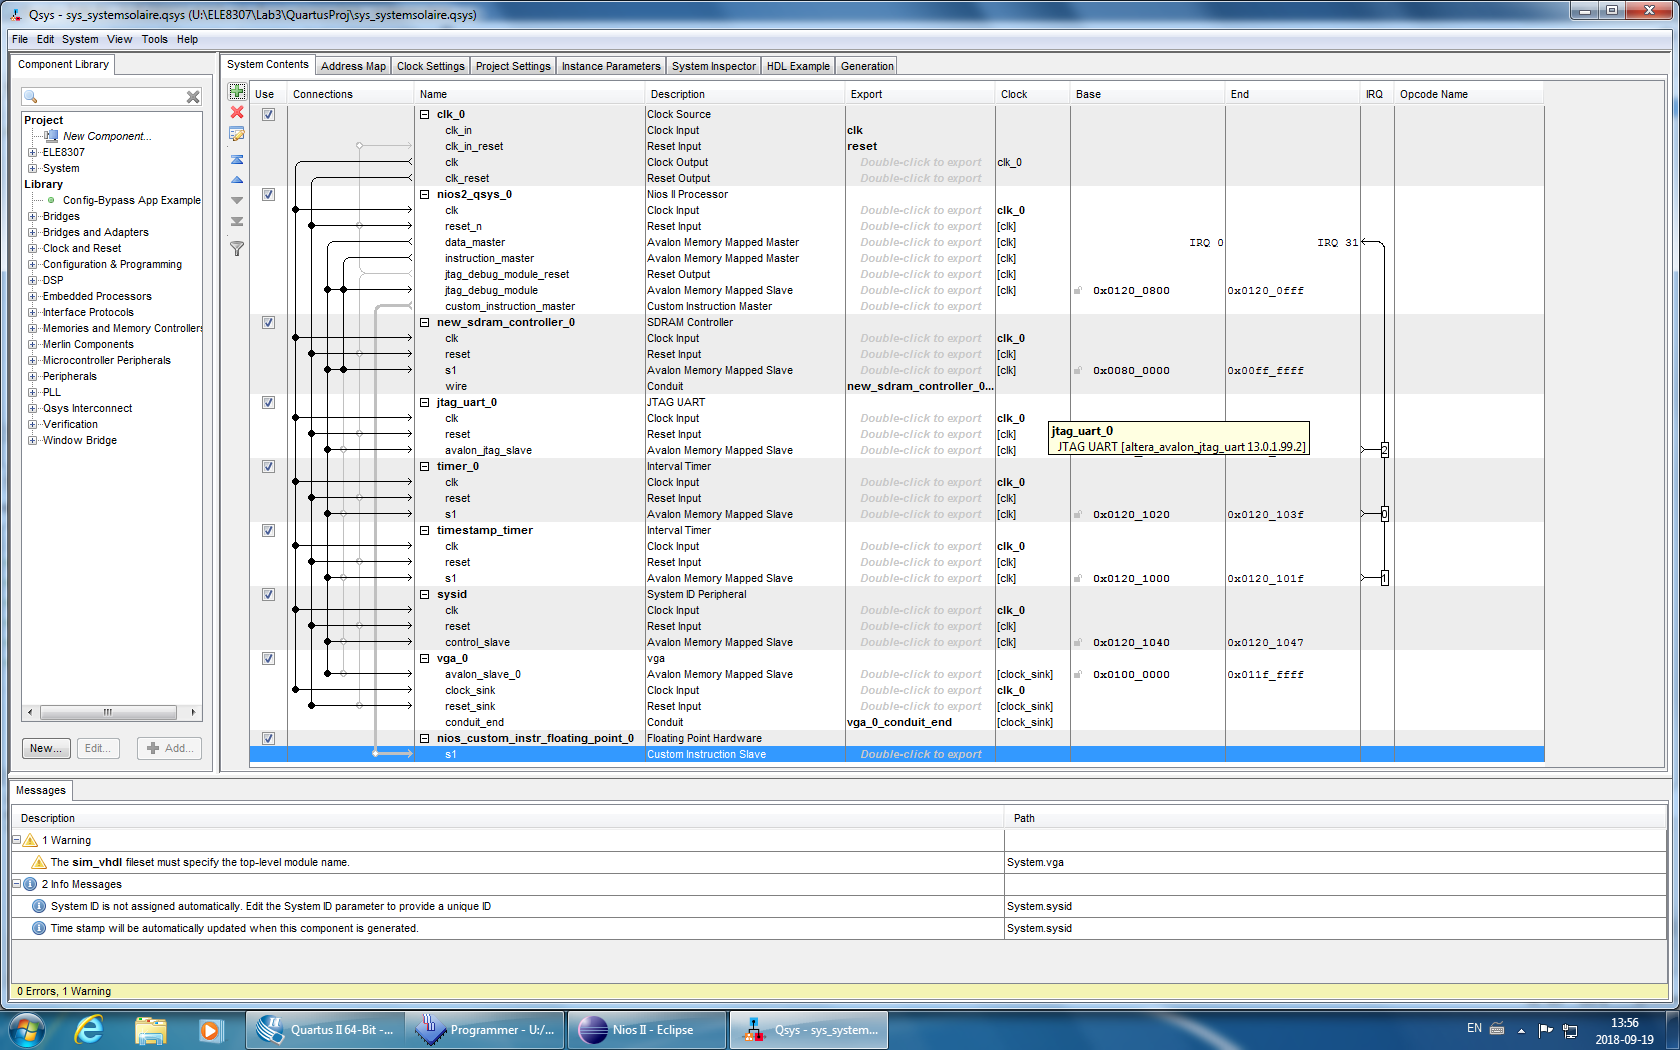 Qsys - sys_systemsolaire.qsys (U:\ELE8307\Lab3\QuartusProj\sys_systemsolaire.qsys)
File Edit System View Tools Help
Component Library
System Contents Address Map Clock Settings Project Settings Instance Parameters System Inspector HDL Example Generation
Project
New Component...
ELE8307
System
Library
Config-Bypass App Example
Bridges
Bridges and Adapters
Clock and Reset
Configuration & Programming
DSP
Embedded Processors
Interface Protocols
Memories and Memory Controllers
Merlin Components
Microcontroller Peripherals
Peripherals
PLL
Qsys Interconnect
Verification
Window Bridge
New... Edit... Add...
Use Connections Name Description Export Clock Base End IRQ Opcode Name
clk_0 Clock Source
clk_in Clock Input clk
clk_in_reset Reset Input reset
clk Clock Output Double-click to export clk_0
clk_reset Reset Output Double-click to export
nios2_qsys_0 Nios II Processor
clk Clock Input Double-click to export clk_0
reset_n Reset Input Double-click to export [clk]
data_master Avalon Memory Mapped Master Double-click to export [clk] IRQ 0 IRQ 31
instruction_master Avalon Memory Mapped Master Double-click to export [clk]
jtag_debug_module_reset Reset Output Double-click to export [clk]
jtag_debug_module Avalon Memory Mapped Slave Double-click to export [clk] 0x0120_0800 0x0120_0fff
custom_instruction_master Custom Instruction Master Double-click to export
new_sdram_controller_0 SDRAM Controller
clk Clock Input Double-click to export clk_0
reset Reset Input Double-click to export [clk]
s1 Avalon Memory Mapped Slave Double-click to export [clk] 0x0080_0000 0x00ff_ffff
wire Conduit new_sdram_controller_0...
jtag_uart_0 JTAG UART
clk Clock Input Double-click to export clk_0
reset Reset Input Double-click to export [clk]
avalon_jtag_slave Avalon Memory Mapped Slave Double-click to export [clk] 2
jtag_uart_0
JTAG UART [altera_avalon_jtag_uart 13.0.1.99.2]
timer_0 Interval Timer
clk Clock Input Double-click to export clk_0
reset Reset Input Double-click to export [clk]
s1 Avalon Memory Mapped Slave Double-click to export [clk] 0x0120_1020 0x0120_103f 0
timestamp_timer Interval Timer
clk Clock Input Double-click to export clk_0
reset Reset Input Double-click to export [clk]
s1 Avalon Memory Mapped Slave Double-click to export [clk] 0x0120_1000 0x0120_101f 1
sysid System ID Peripheral
clk Clock Input Double-click to export clk_0
reset Reset Input Double-click to export [clk]
control_slave Avalon Memory Mapped Slave Double-click to export [clk] 0x0120_1040 0x0120_1047
vga_0 vga
avalon_slave_0 Avalon Memory Mapped Slave Double-click to export [clock_sink] 0x0100_0000 0x011f_ffff
clock_sink Clock Input Double-click to export clk_0
reset_sink Reset Input Double-click to export [clock_sink]
conduit_end Conduit vga_0_conduit_end [clock_sink]
nios_custom_instr_floating_point_0 Floating Point Hardware
s1 Custom Instruction Slave Double-click to export
Messages
Description Path
1 Warning
The sim_vhdl fileset must specify the top-level module name. System.vga
2 Info Messages
System ID is not assigned automatically. Edit the System ID parameter to provide a unique ID System.sysid
Time stamp will be automatically updated when this component is generated. System.sysid
0 Errors, 1 Warning
Quartus II 64-Bit -... Programmer - U:/... Nios II - Eclipse Qsys - sys_system... EN 13:56
2018-09-19